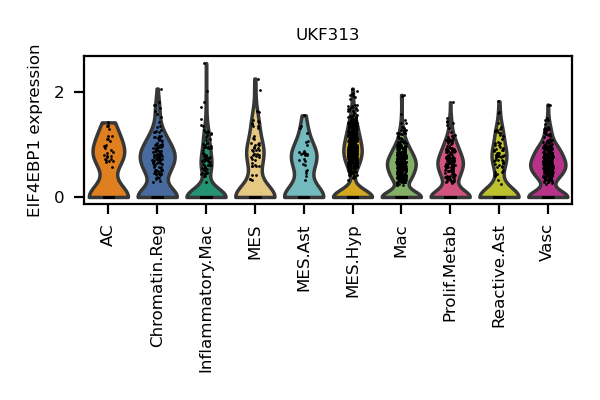 UKF313
EIF4EBP1 expression
2
0
AC
Chromatin.Reg
Inflammatory.Mac
MES
MES.Ast
MES.Hyp
Mac
Prolif.Metab
Reactive.Ast
Vasc